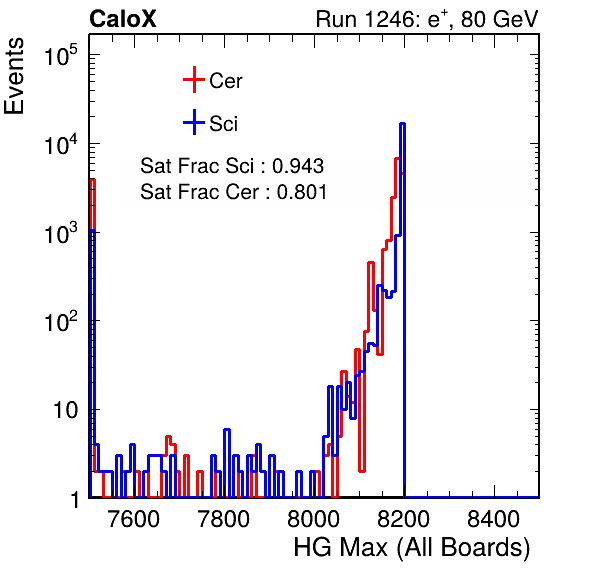 CaloX Run 1246: e⁺, 80 GeV
Events
10⁵
10⁴
10³
10²
10
1
Cer
Sci
Sat Frac Sci : 0.943
Sat Frac Cer : 0.801
7600 7800 8000 8200 8400
HG Max (All Boards)